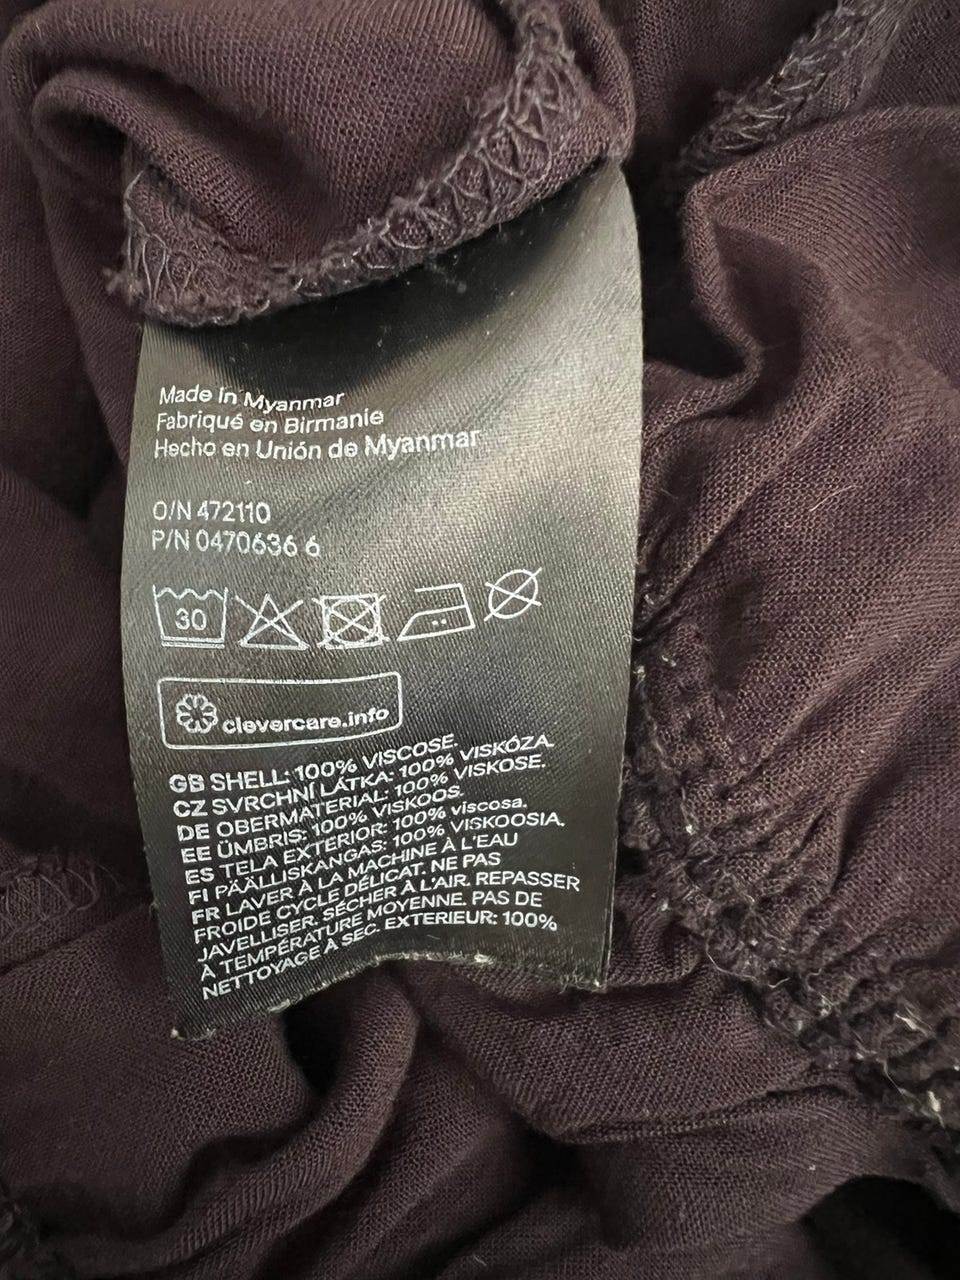 Made in Myanmar
Fabriqué en Birmanie
Hecho en Unión de Myanmar
O/N 472110
P/N 0470636 6
30
clevercare.info
GB SHELL: 100% VISCOSE.
CZ SVRCHNÍ LÁTKA: 100% VISKÓZA.
DE OBERMATERIAL: 100% VISKOSE.
EE ÜMBRIS: 100% VISKOOS.
ES TELA EXTERIOR: 100% viscosa.
FI PÄÄLLISKANGAS: 100% VISKOOSIA.
FR LAVER À LA MACHINE À L'EAU
FROIDE CYCLE DÉLICAT. NE PAS
JAVELLISER. SÉCHER À L'AIR. REPASSER
À TEMPÉRATURE MOYENNE. PAS DE
NETTOYAGE À SEC. EXTERIEUR: 100%